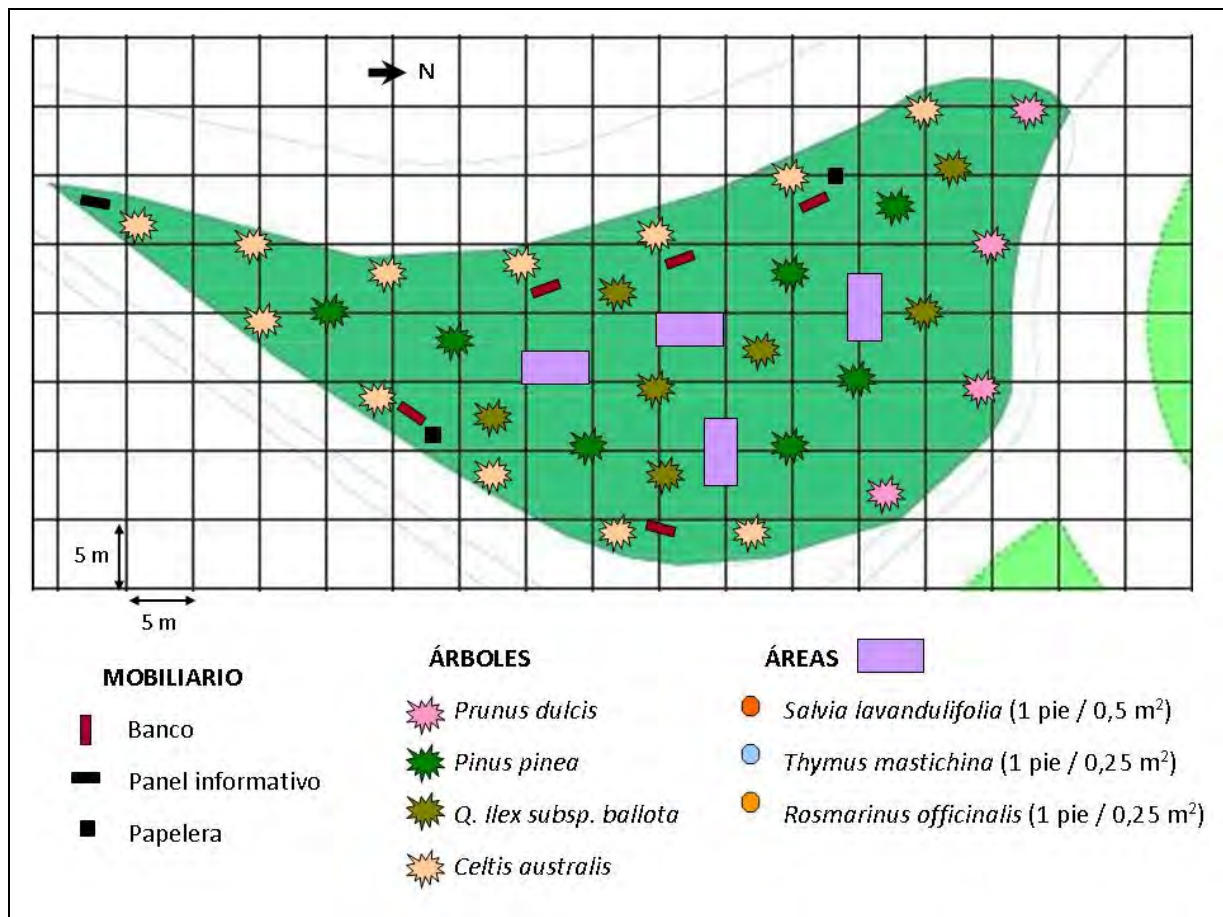 N
5 m
5 m
MOBILIARIO
Banco
Panel informativo
Papelera
ÁRBOLES
Prunus dulcis
Pinus pinea
Q. Ilex subsp. ballota
Celtis australis
ÁREAS
Salvia lavandulifolia (1 pie / 0,5 m²)
Thymus mastichina (1 pie / 0,25 m²)
Rosmarinus officinalis (1 pie / 0,25 m²)